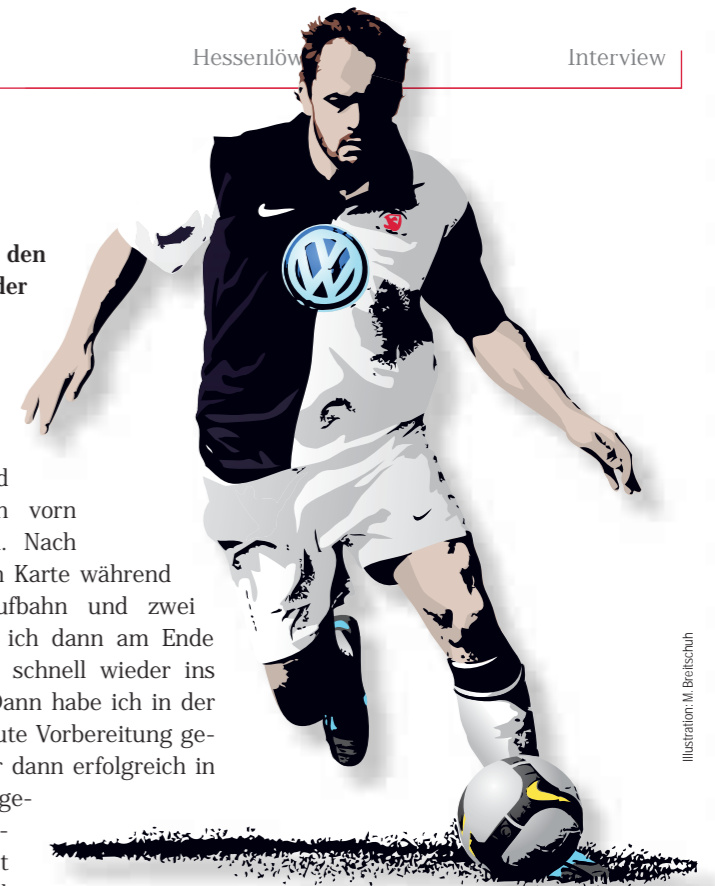 Hessenlöw
Interview
den
der
d
n vorn
. Nach
n Karte während
ufbahn und zwei
ich dann am Ende
schnell wieder ins
Dann habe ich in der
ute Vorbereitung ge-
r dann erfolgreich in
ge-
-
t
VW
Illustration: M. Breitschuh